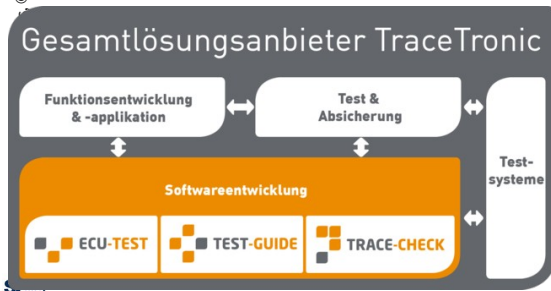 Gesamtlösungsanbieter TraceTronic
Funktionsentwicklung
& -applikation
Test &
Absicherung
Test-
systeme
Softwareentwicklung
ECU-TEST
TEST-GUIDE
TRACE-CHECK